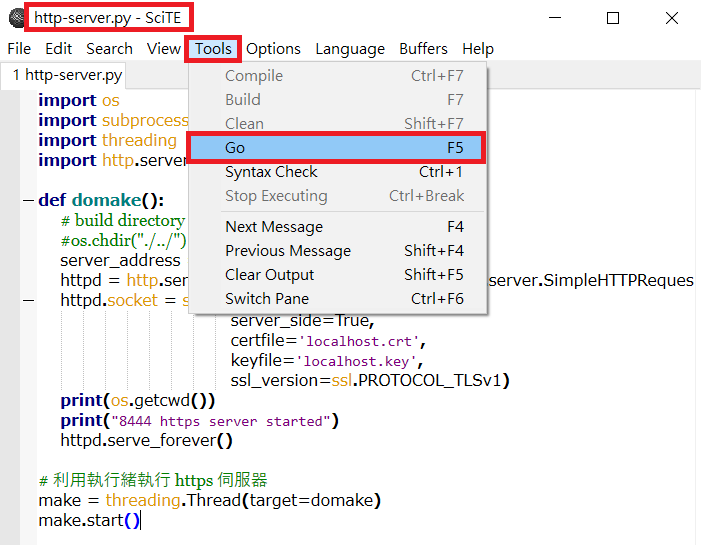 http-server.py - SciTE
File Edit Search View Tools Options Language Buffers Help
1 http-server.py
Compile Ctrl+F7
Build F7
Clean Shift+F7
Go F5
Syntax Check Ctrl+1
Stop Executing Ctrl+Break
Next Message F4
Previous Message Shift+F4
Clear Output Shift+F5
Switch Pane Ctrl+F6
import os
import subprocess
import threading
import http.server
def domake():
# build directory
#os.chdir("./../")
server_address
httpd = http.ser server.SimpleHTTPReques
httpd.socket = s
server_side=True,
certfile='localhost.crt',
keyfile='localhost.key',
ssl_version=ssl.PROTOCOL_TLSv1)
print(os.getcwd())
print("8444 https server started")
httpd.serve_forever()
# 利用執行緒執行 https 伺服器
make = threading.Thread(target=domake)
make.start()